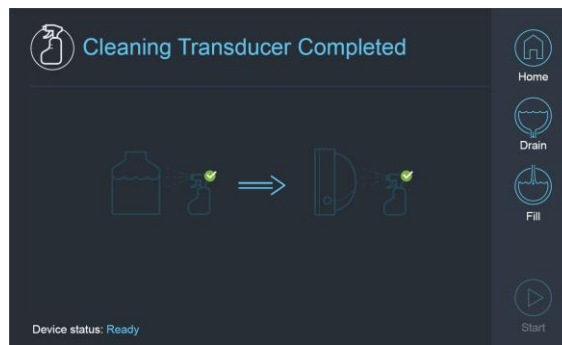 Cleaning Transducer Completed
Home
Drain
Fill
Start
Device status: Ready